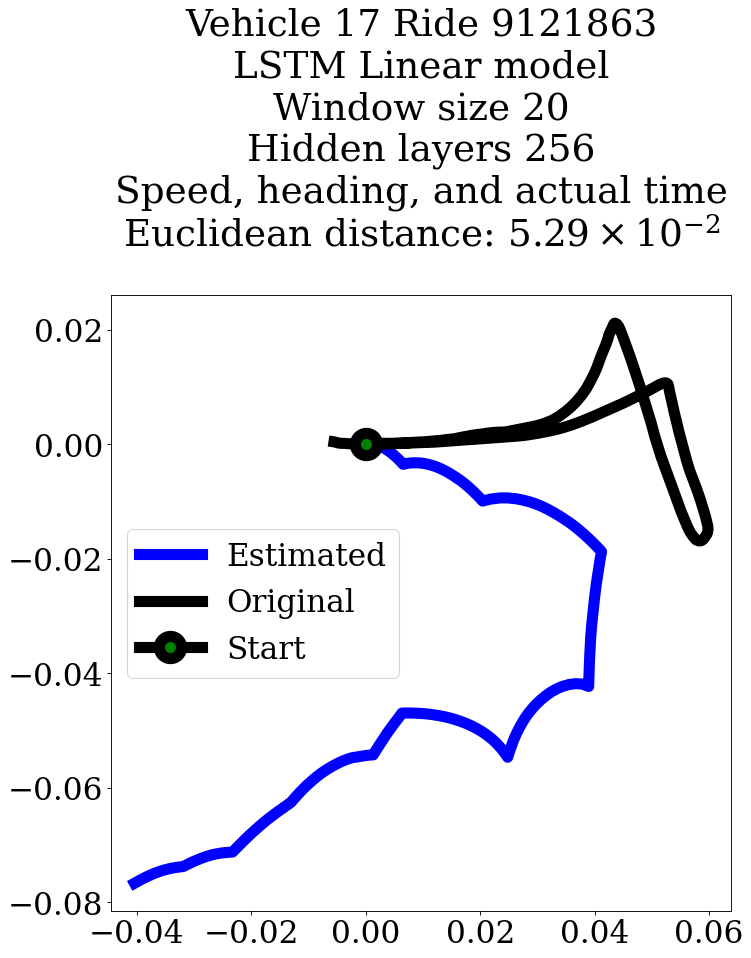 Vehicle 17 Ride 9121863
LSTM Linear model
Window size 20
Hidden layers 256
Speed, heading, and actual time
Euclidean distance: 5.29 × 10⁻²
0.02
0.00
−0.02
−0.04
−0.06
−0.08
Estimated
Original
Start
−0.04 −0.02 0.00 0.02 0.04 0.06